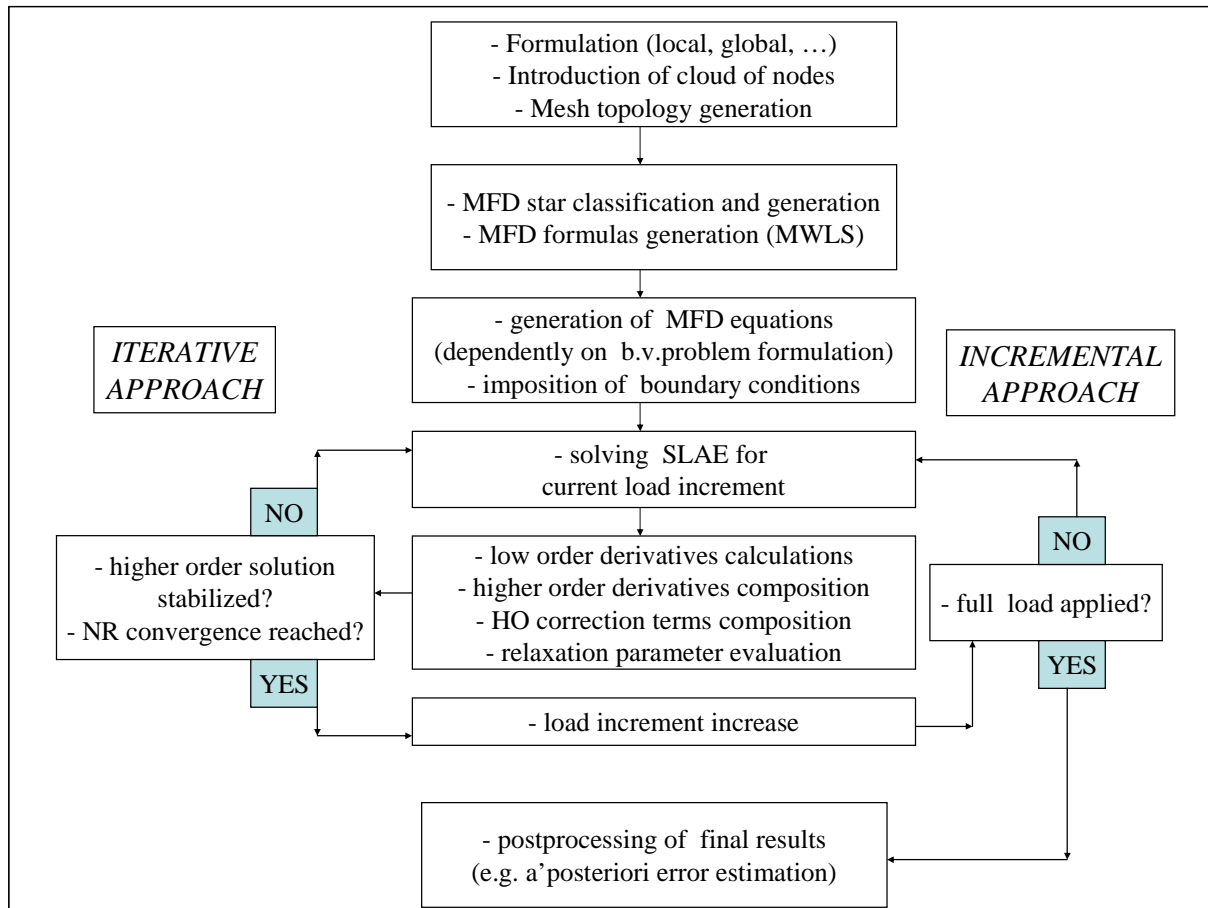 - Formulation (local, global, …)
- Introduction of cloud of nodes
- Mesh topology generation
- MFD star classification and generation
- MFD formulas generation (MWLS)
- generation of MFD equations
(dependently on b.v.problem formulation)
- imposition of boundary conditions
ITERATIVE
APPROACH
INCREMENTAL
APPROACH
- solving SLAE for
current load increment
NO
NO
- higher order solution
stabilized?
- NR convergence reached?
- low order derivatives calculations
- higher order derivatives composition
- HO correction terms composition
- relaxation parameter evaluation
- full load applied?
YES
YES
- load increment increase
- postprocessing of final results
(e.g. a’posteriori error estimation)